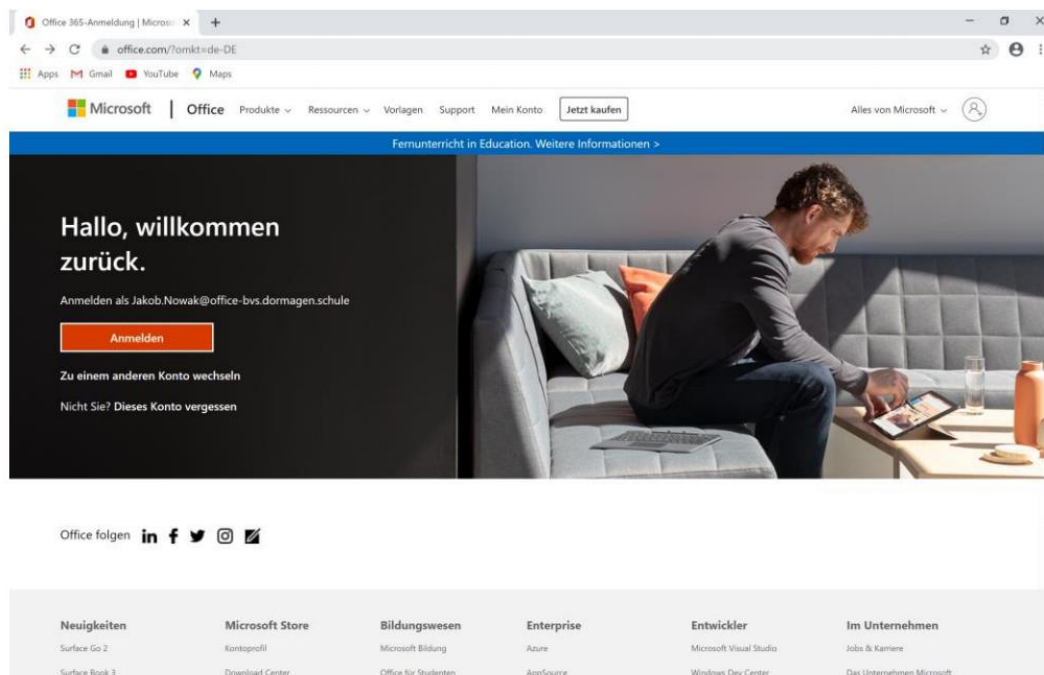 Office 365-Anmeldung | Micros
office.com/?omkt=de-DE
Apps Gmail YouTube Maps
Microsoft | Office Produkte Ressourcen Vorlagen Support Mein Konto Jetzt kaufen Alles von Microsoft
Fernunterricht in Education. Weitere Informationen >
Hallo, willkommen
zurück.
Anmelden als Jakob.Nowak@office-bvs.dormagen.schule
Anmelden
Zu einem anderen Konto wechseln
Nicht Sie? Dieses Konto vergessen
Office folgen
Neuigkeiten Microsoft Store Bildungswesen Enterprise Entwickler Im Unternehmen
Surface Go 2 Kontoprofil Microsoft Bildung Azure Microsoft Visual Studio Jobs & Karriere
Surface Book 3 Download Center Office für Studenten AppSource Windows Dev Center Das Unternehmen Microsoft